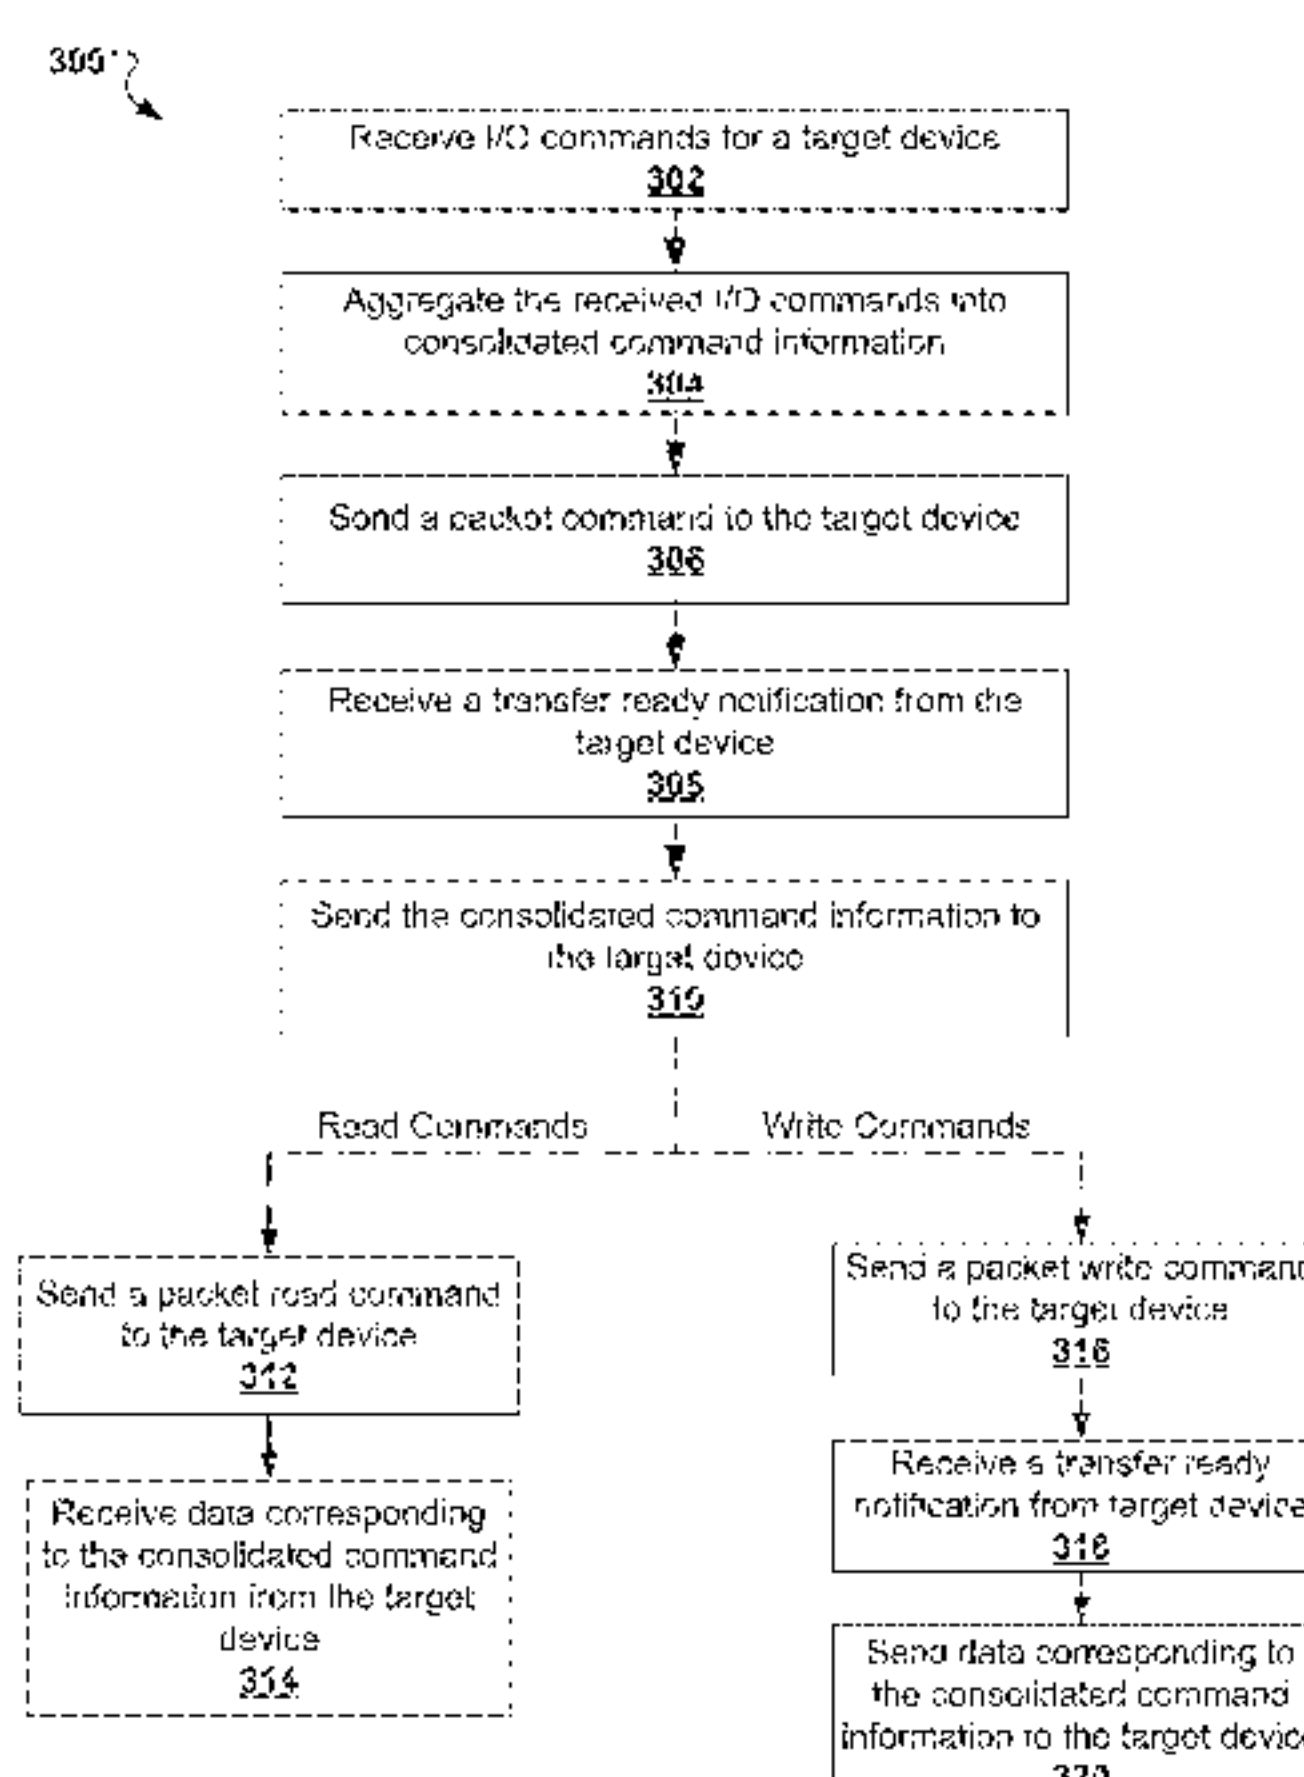 300
Receive I/O commands for a target device
302
Aggregate the received I/O commands into
consolidated command information
304
Send a packet command to the target device
306
Receive a transfer ready notification from the
target device
308
Send the consolidated command information to
the target device
310
Read Commands
Write Commands
Send a packet read command
to the target device
312
Receive data corresponding
to the consolidated command
information from the target
device
314
Send a packet write command
to the target device
316
Receive a transfer ready
notification from target device
318
Send data corresponding to
the consolidated command
information to the target device
320